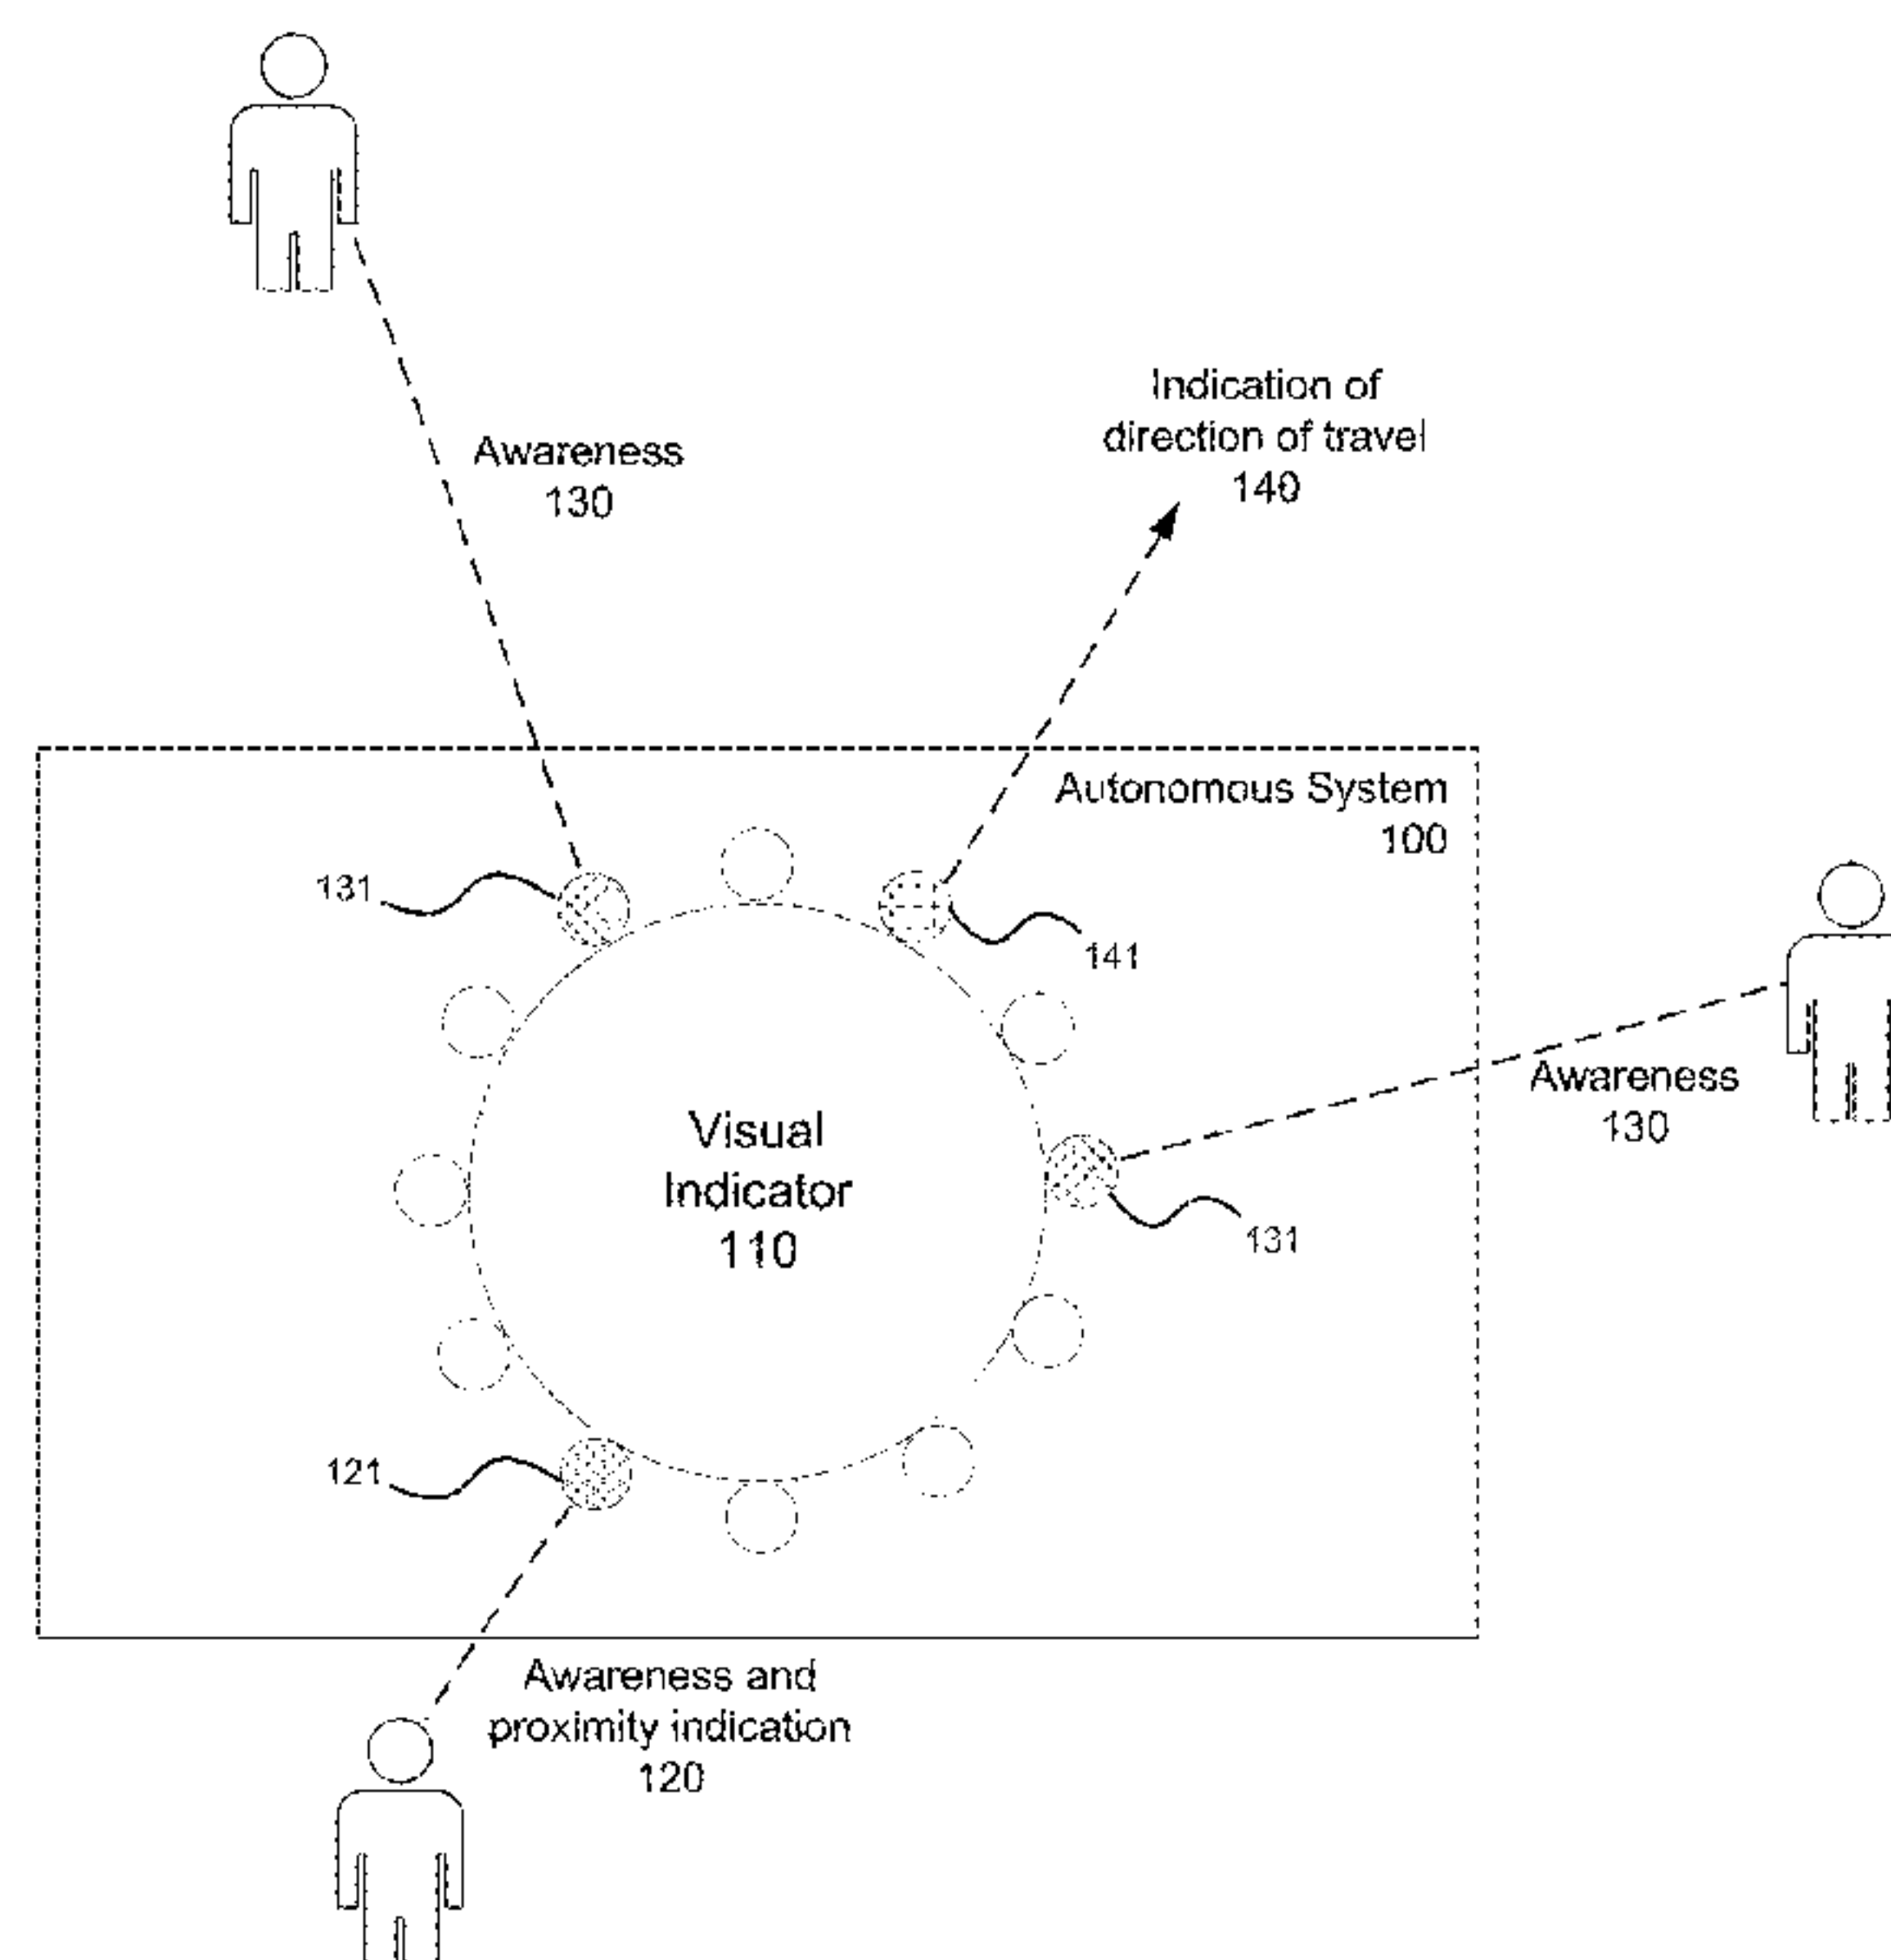 Indication of
direction of travel
140
Awareness
130
Autonomous System
100
131
141
Awareness
130
Visual
Indicator
110
131
121
Awareness and
proximity indication
120